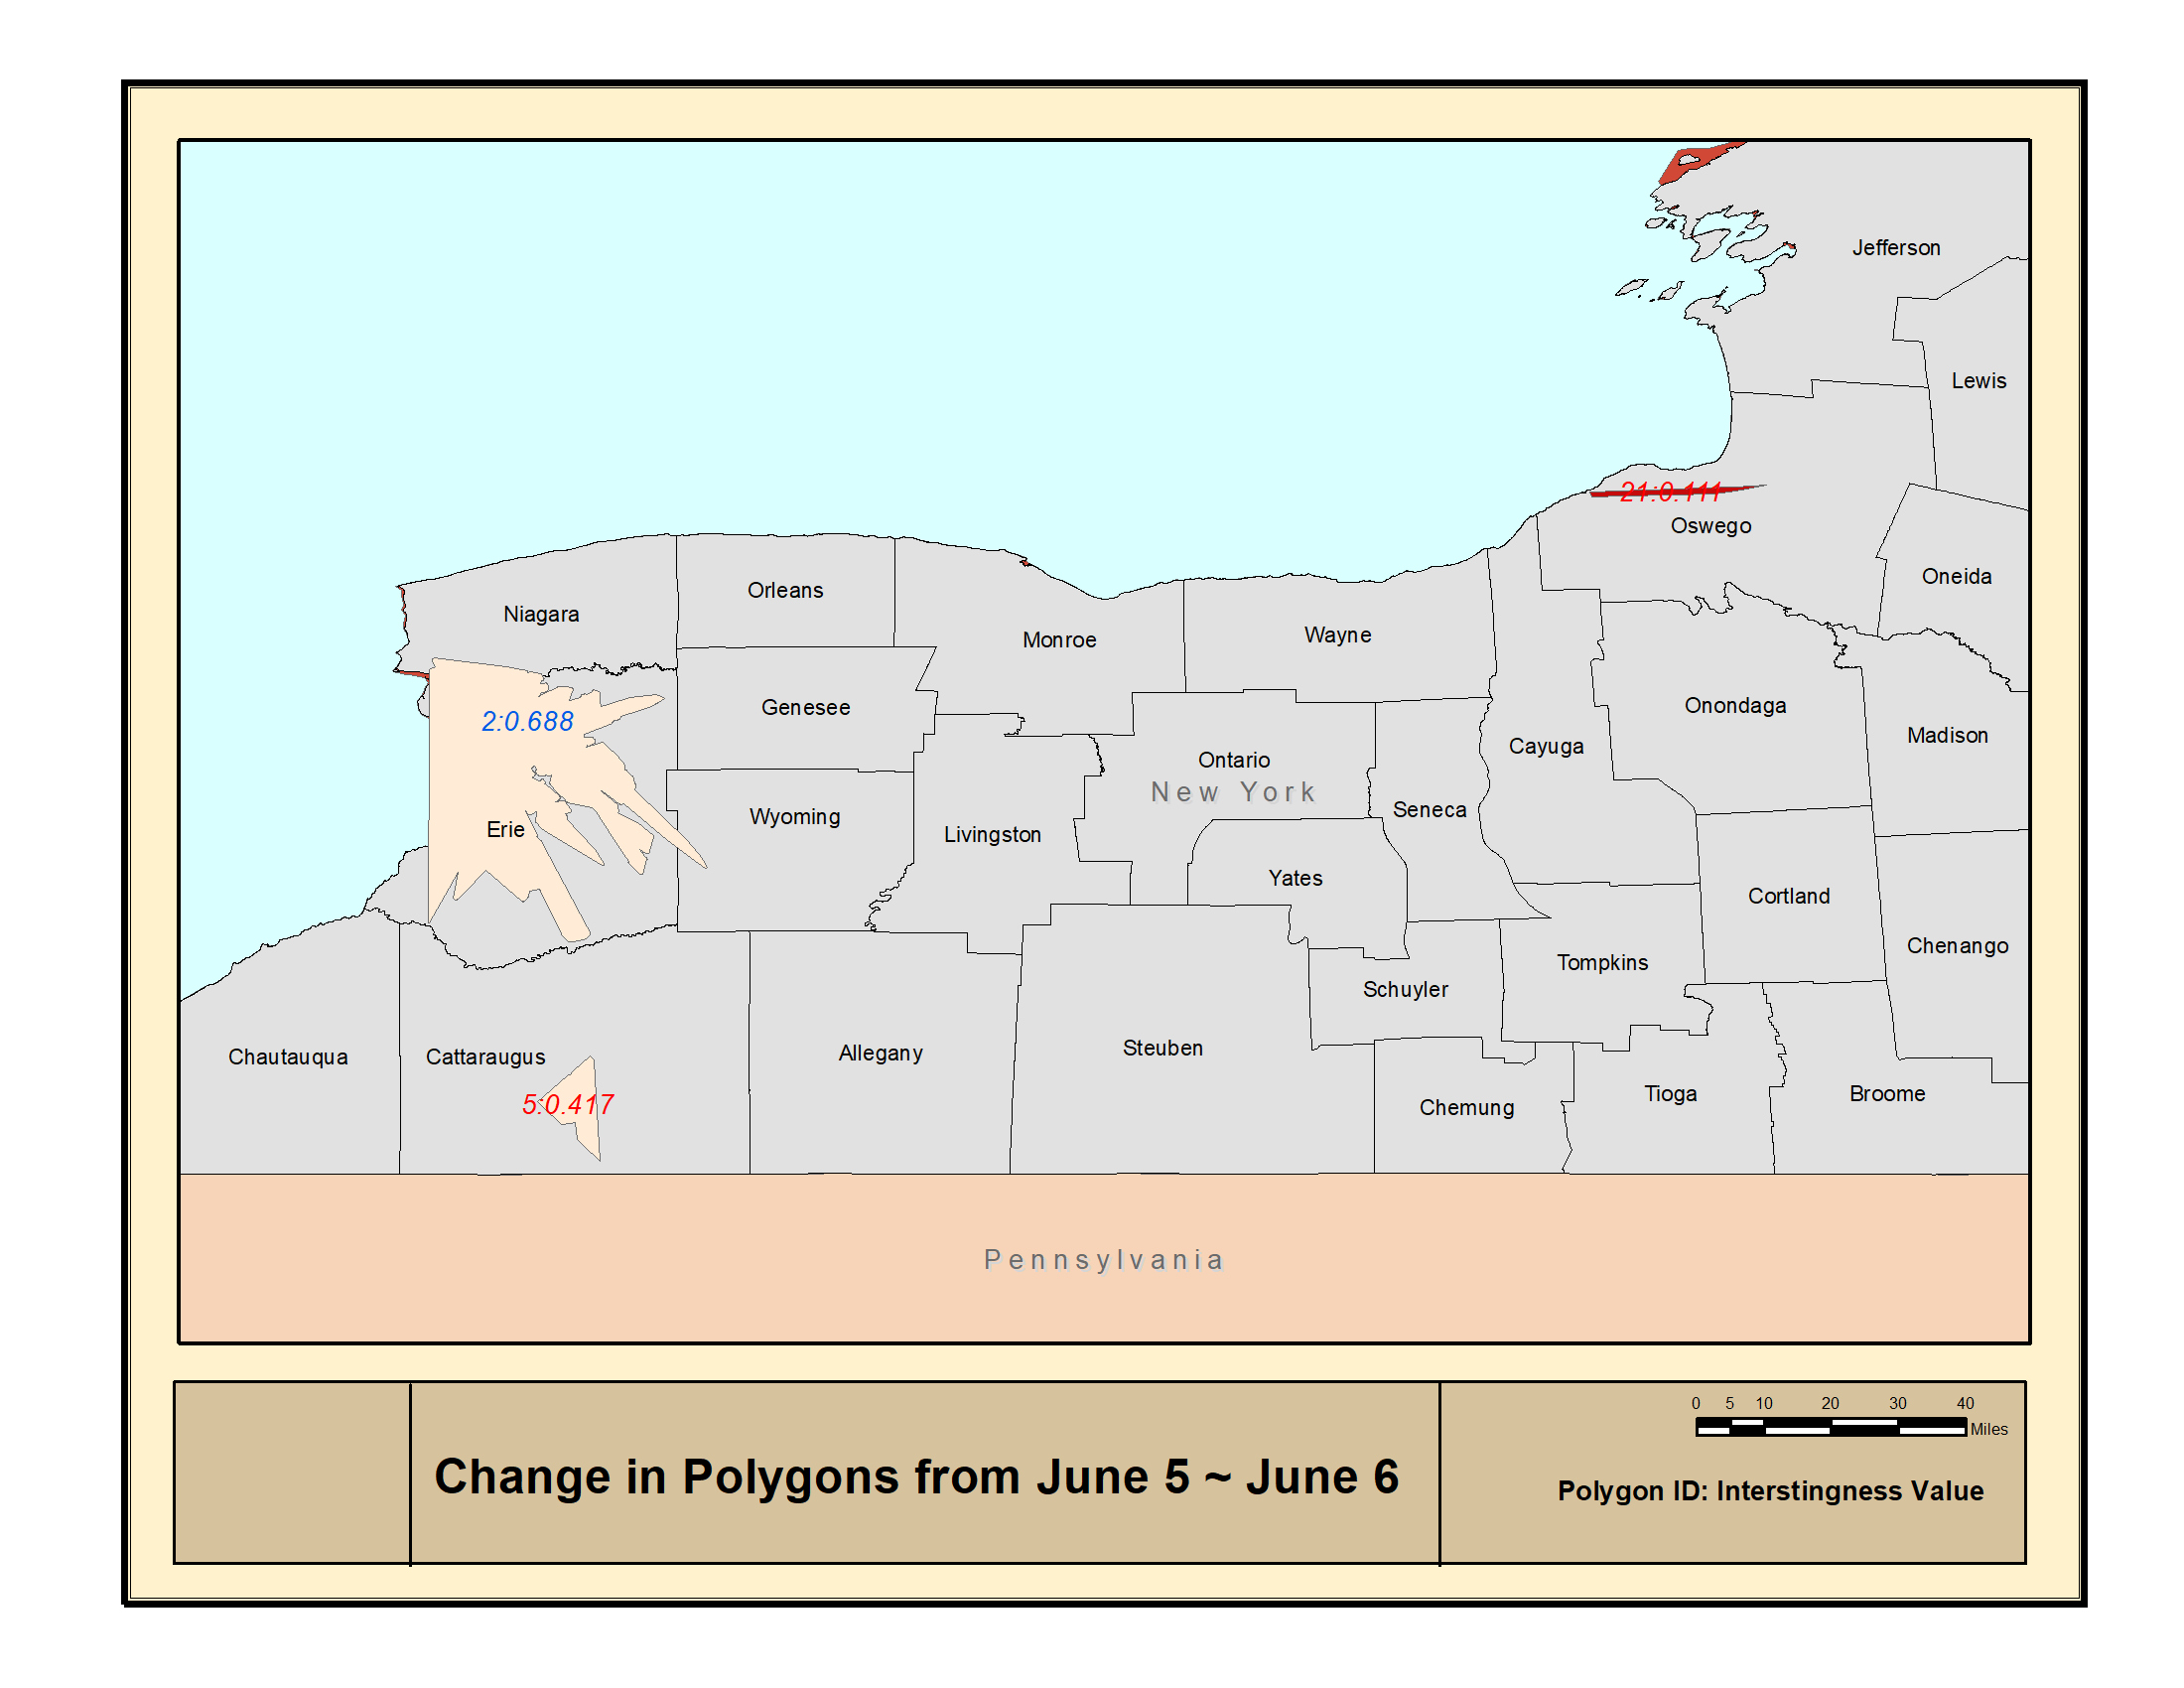 Jefferson
Lewis
21:0.111
Oswego
Oneida
Orleans
Niagara
Monroe
Wayne
Genesee
Onondaga
2:0.688
Madison
Cayuga
Ontario
New York
Seneca
Wyoming
Erie
Livingston
Yates
Cortland
Chenango
Tompkins
Schuyler
Steuben
Allegany
Chautauqua
Cattaraugus
5:0.417
Chemung
Tioga
Broome
Pennsylvania
0 5 10 20 30 40
Miles
Change in Polygons from June 5 ~ June 6
Polygon ID: Interstingness Value